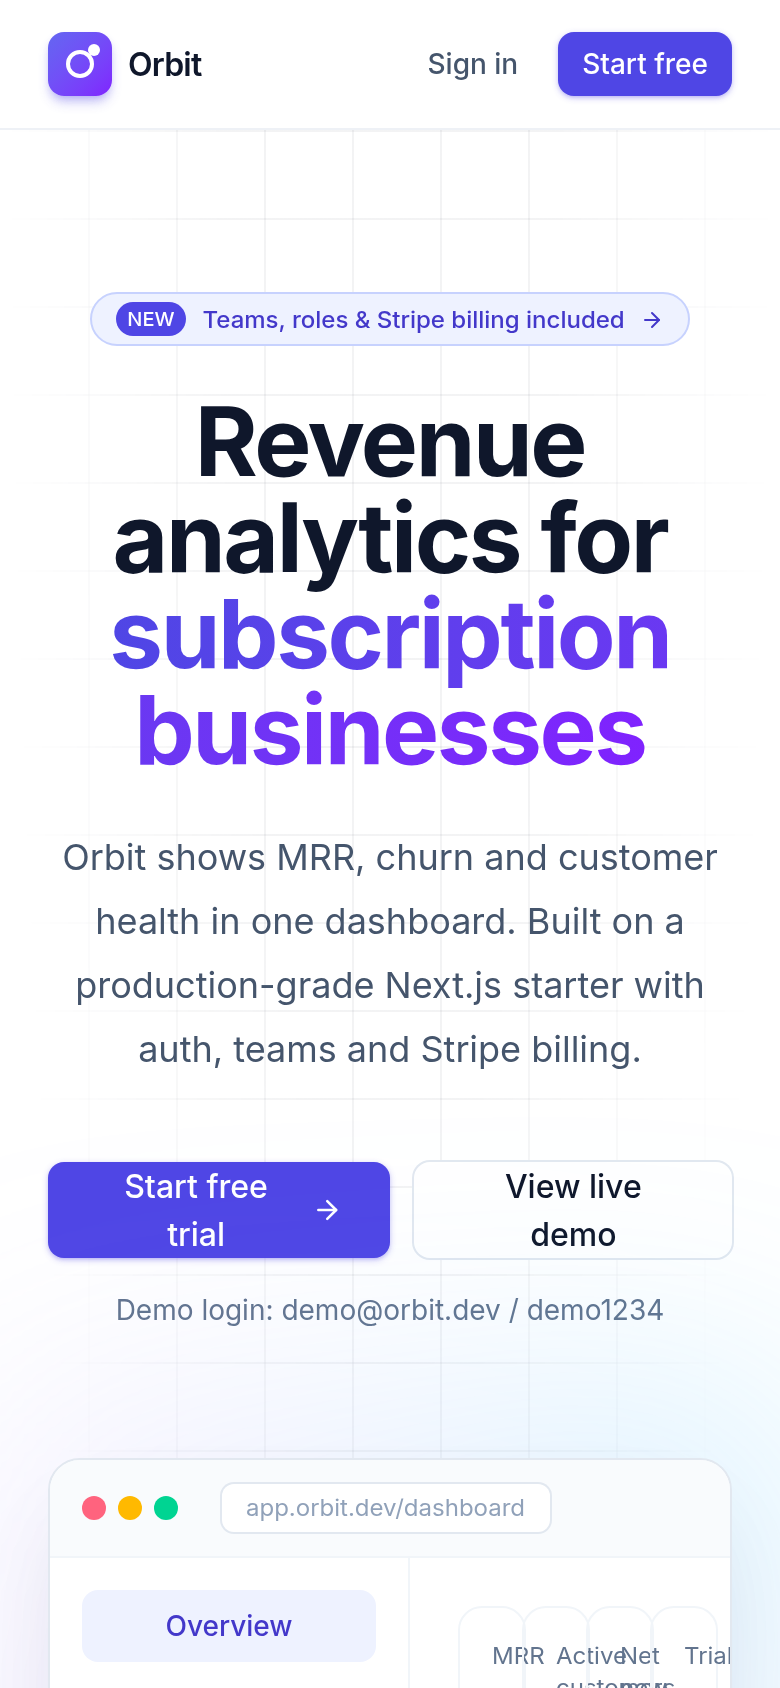 Orbit
Sign in
Start free
NEW Teams, roles & Stripe billing included
Revenue
analytics for
subscription
businesses
Orbit shows MRR, churn and customer
health in one dashboard. Built on a
production-grade Next.js starter with
auth, teams and Stripe billing.
Start free
trial
View live
demo
Demo login: demo@orbit.dev / demo1234
app.orbit.dev/dashboard
Overview
MRR Active Net Trial